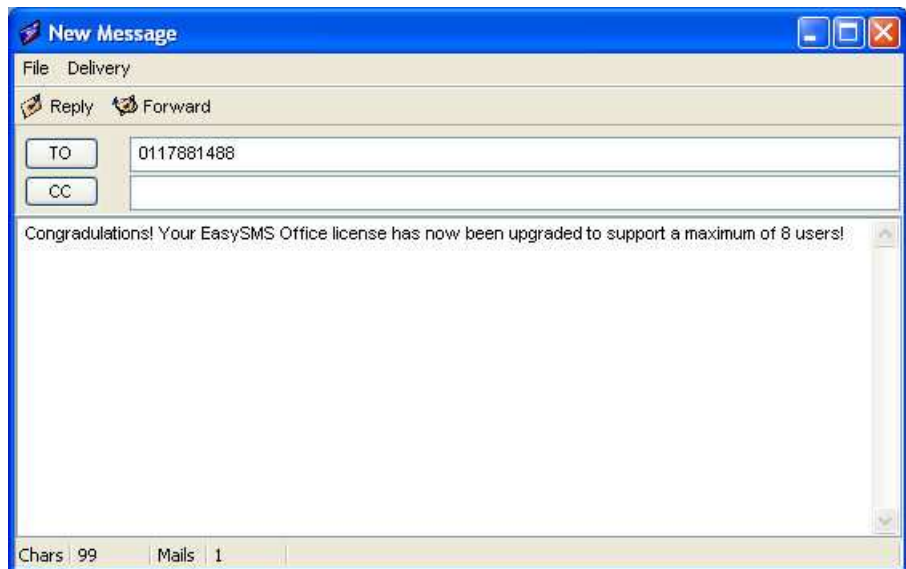 New Message
File Delivery
Reply Forward
TO 0117881488
CC
Congradulations! Your EasySMS Office license has now been upgraded to support a maximum of 8 users!
Chars 99 Mails 1